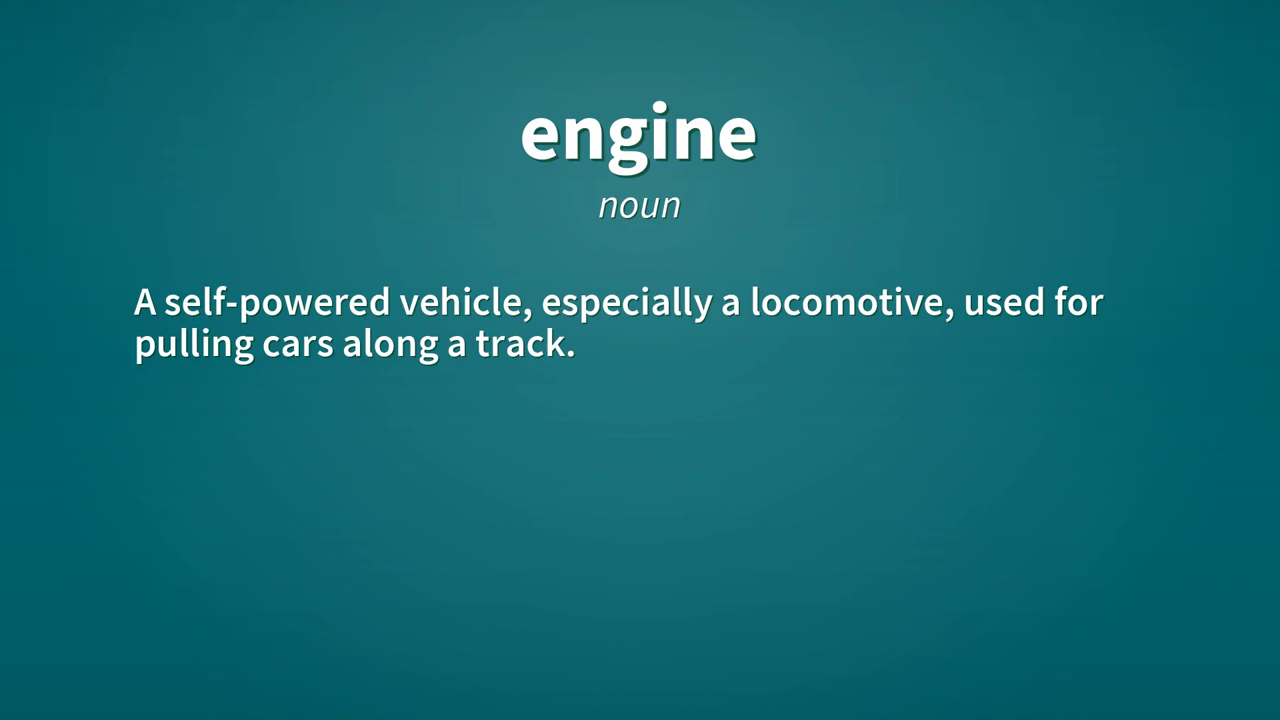 engine
noun
A self-powered vehicle, especially a locomotive, used for
pulling cars along a track.